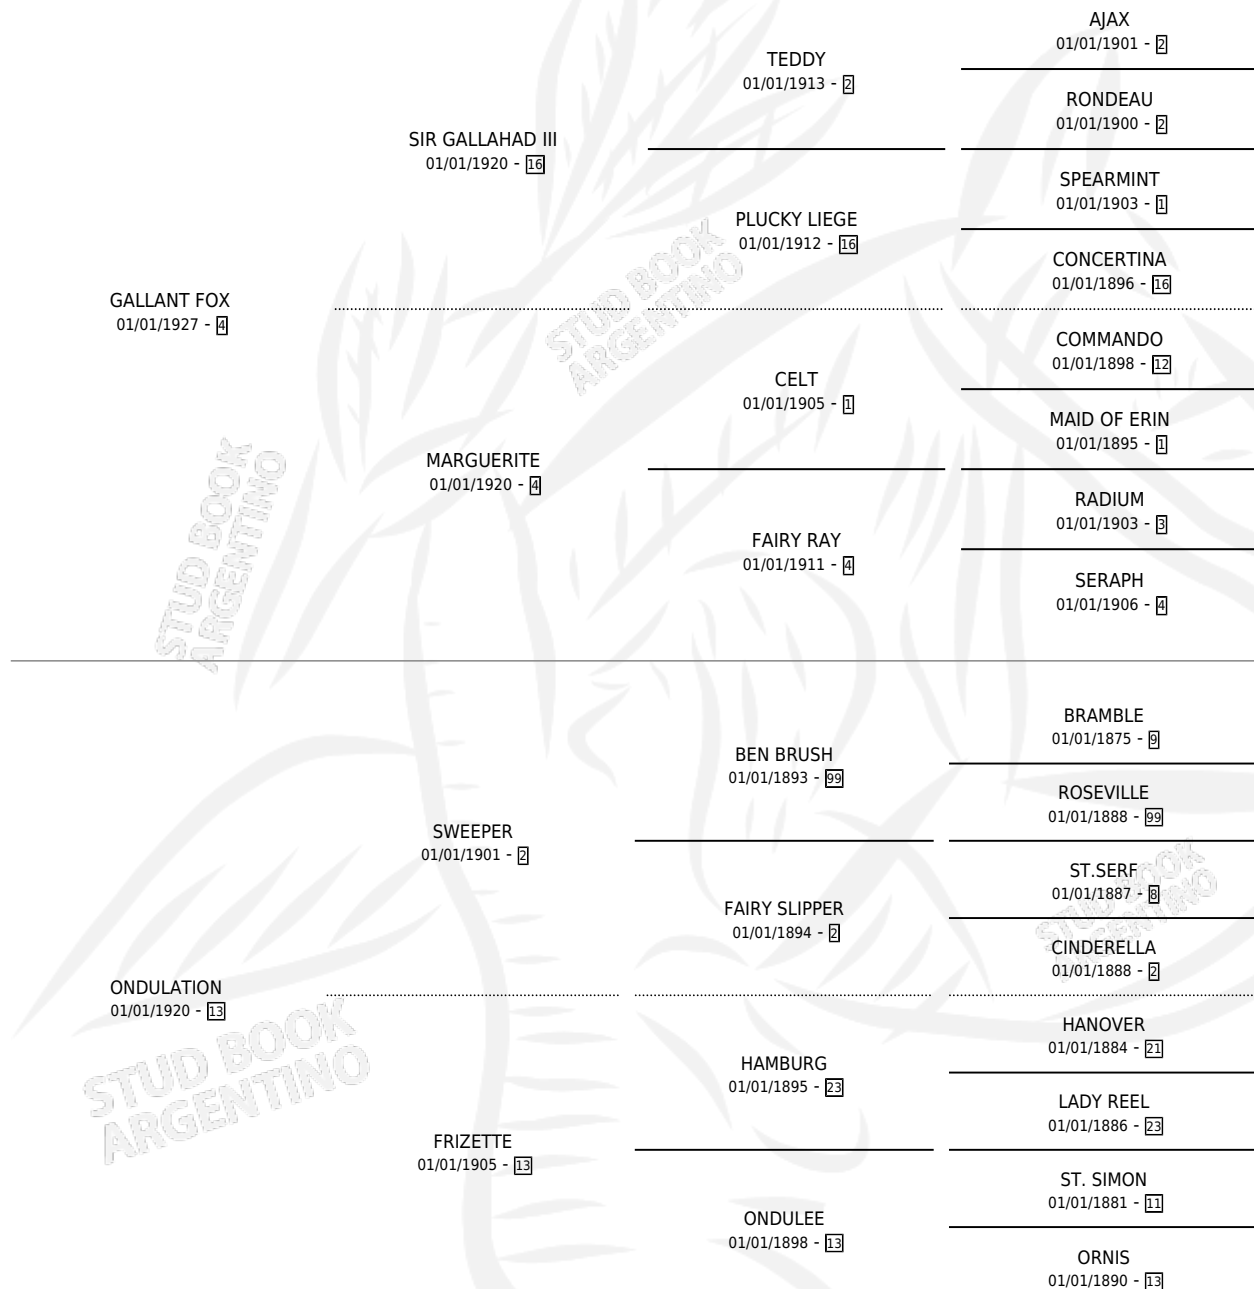 AJAX
01/01/1901 - 2
TEDDY
01/01/1913 - 2
RONDEAU
01/01/1900 - 2
SIR GALLAHAD III
01/01/1920 - 16
SPEARMINT
01/01/1903 - 1
PLUCKY LIEGE
01/01/1912 - 16
CONCERTINA
01/01/1896 - 16
GALLANT FOX
01/01/1927 - 4
STUD BOOK
ARGENTINO
COMMANDO
01/01/1898 - 12
CELT
01/01/1905 - 1
MAID OF ERIN
01/01/1895 - 1
MARGUERITE
01/01/1920 - 4
RADIUM
01/01/1903 - 3
FAIRY RAY
01/01/1911 - 4
SERAPH
01/01/1906 - 4
STUD BOOK
ARGENTINO
BRAMBLE
01/01/1875 - 9
BEN BRUSH
01/01/1893 - 99
ROSEVILLE
01/01/1888 - 99
SWEEPER
01/01/1901 - 2
ST.SERF
01/01/1887 - 8
FAIRY SLIPPER
01/01/1894 - 2
CINDERELLA
01/01/1888 - 2
STUD BOOK
ARGENTINO
ONDULATION
01/01/1920 - 13
HANOVER
01/01/1884 - 21
HAMBURG
01/01/1895 - 23
LADY REEL
01/01/1886 - 23
STUD BOOK
ARGENTINO
FRIZETTE
01/01/1905 - 13
ST. SIMON
01/01/1881 - 11
ONDULEE
01/01/1898 - 13
ORNIS
01/01/1890 - 13